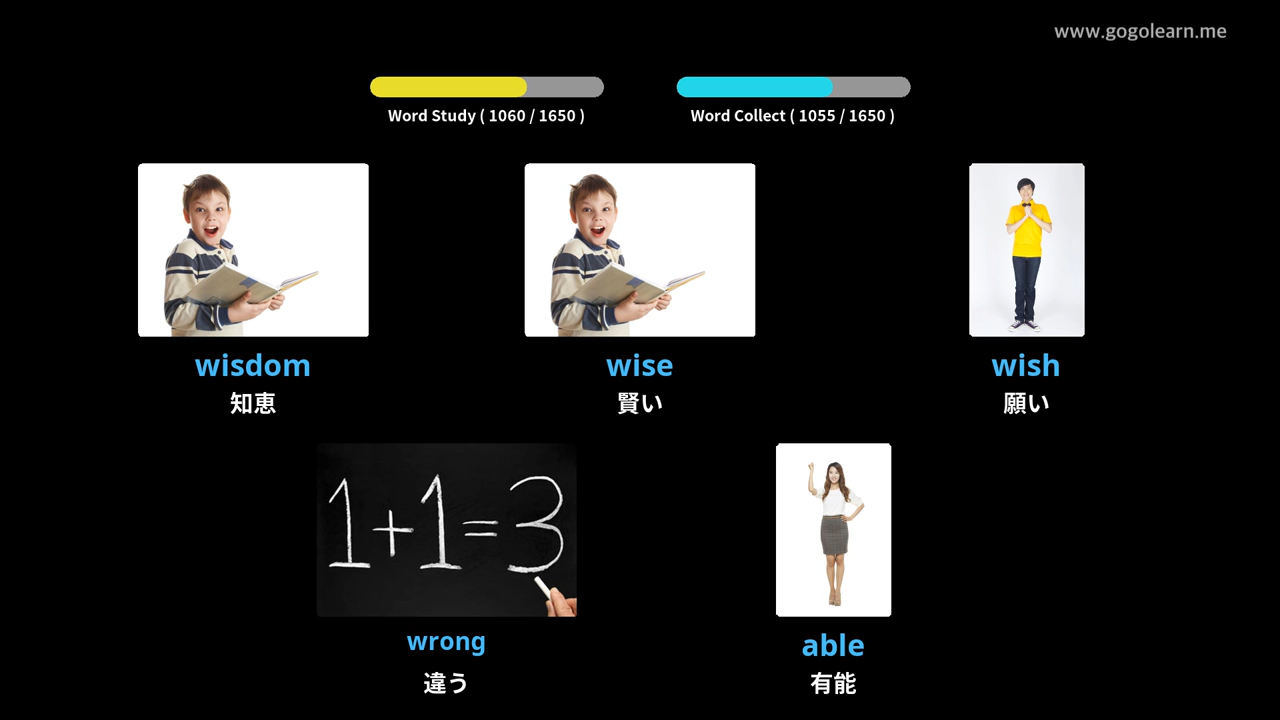 www.gogolearn.me
Word Study ( 1060 / 1650 )
Word Collect ( 1055 / 1650 )
wisdom
知恵
wise
賢い
wish
願い
1+1=3
wrong
違う
able
有能